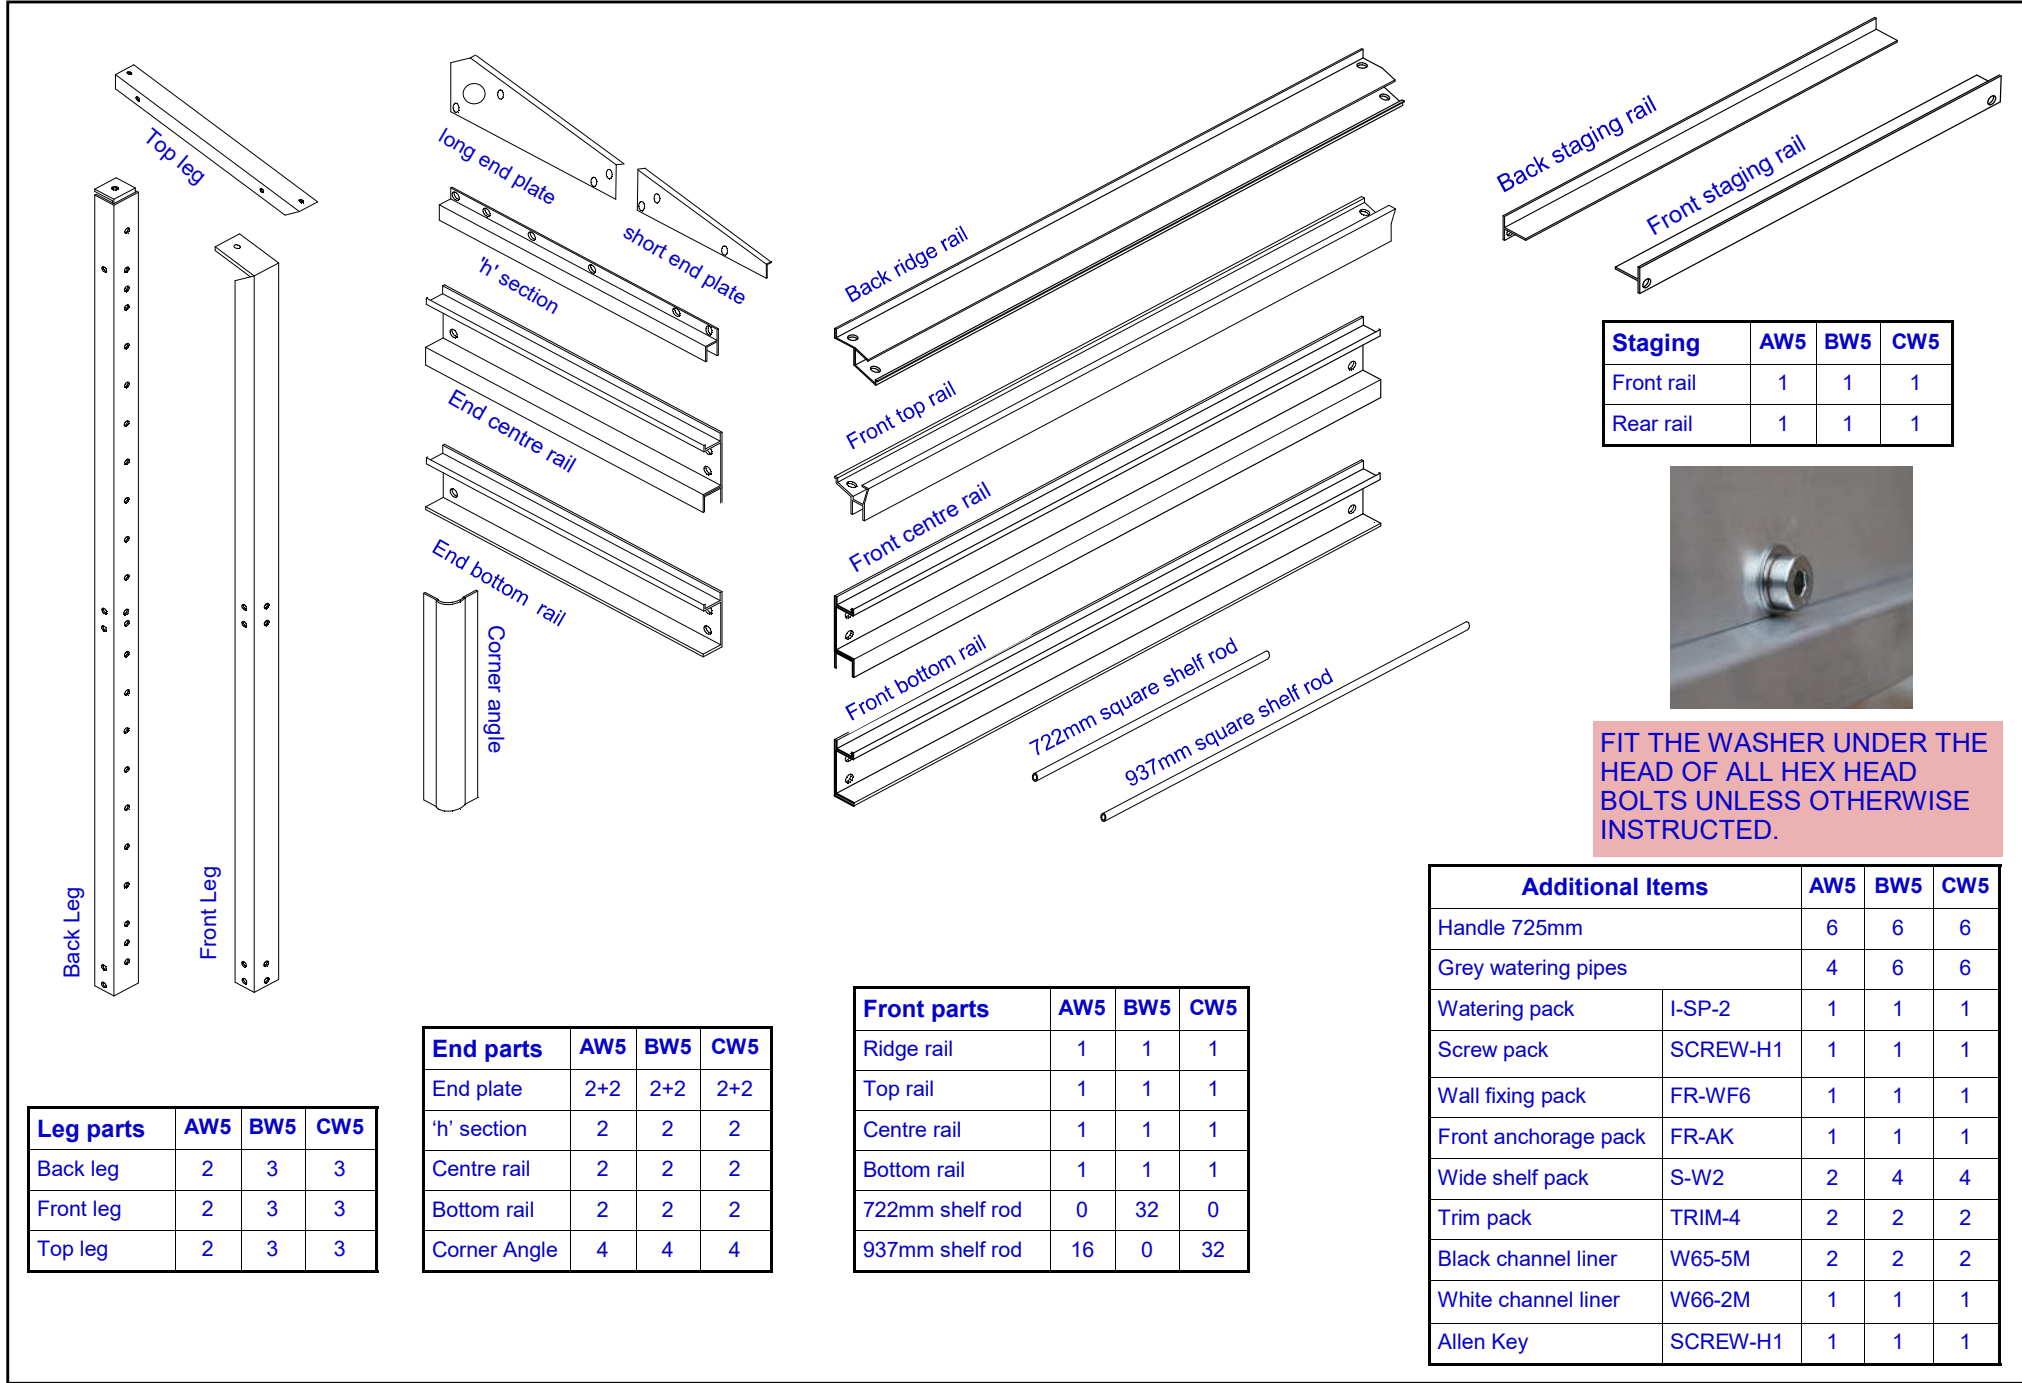 Top leg
Back Leg
Front Leg
long end plate
short end plate
'h' section
End centre rail
End bottom rail
Corner angle
Back ridge rail
Front top rail
Front centre rail
Front bottom rail
722mm square shelf rod
937mm square shelf rod
Back staging rail
Front staging rail
Staging AW5 BW5 CW5
Front rail 1 1 1
Rear rail 1 1 1
FIT THE WASHER UNDER THE
HEAD OF ALL HEX HEAD
BOLTS UNLESS OTHERWISE
INSTRUCTED.
Leg parts AW5 BW5 CW5
Back leg 2 3 3
Front leg 2 3 3
Top leg 2 3 3
End parts AW5 BW5 CW5
End plate 2+2 2+2 2+2
‘h’ section 2 2 2
Centre rail 2 2 2
Bottom rail 2 2 2
Corner Angle 4 4 4
Front parts AW5 BW5 CW5
Ridge rail 1 1 1
Top rail 1 1 1
Centre rail 1 1 1
Bottom rail 1 1 1
722mm shelf rod 0 32 0
937mm shelf rod 16 0 32
Additional Items AW5 BW5 CW5
Handle 725mm 6 6 6
Grey watering pipes 4 6 6
Watering pack I-SP-2 1 1 1
Screw pack SCREW-H1 1 1 1
Wall fixing pack FR-WF6 1 1 1
Front anchorage pack FR-AK 1 1 1
Wide shelf pack S-W2 2 4 4
Trim pack TRIM-4 2 2 2
Black channel liner W65-5M 2 2 2
White channel liner W66-2M 1 1 1
Allen Key SCREW-H1 1 1 1